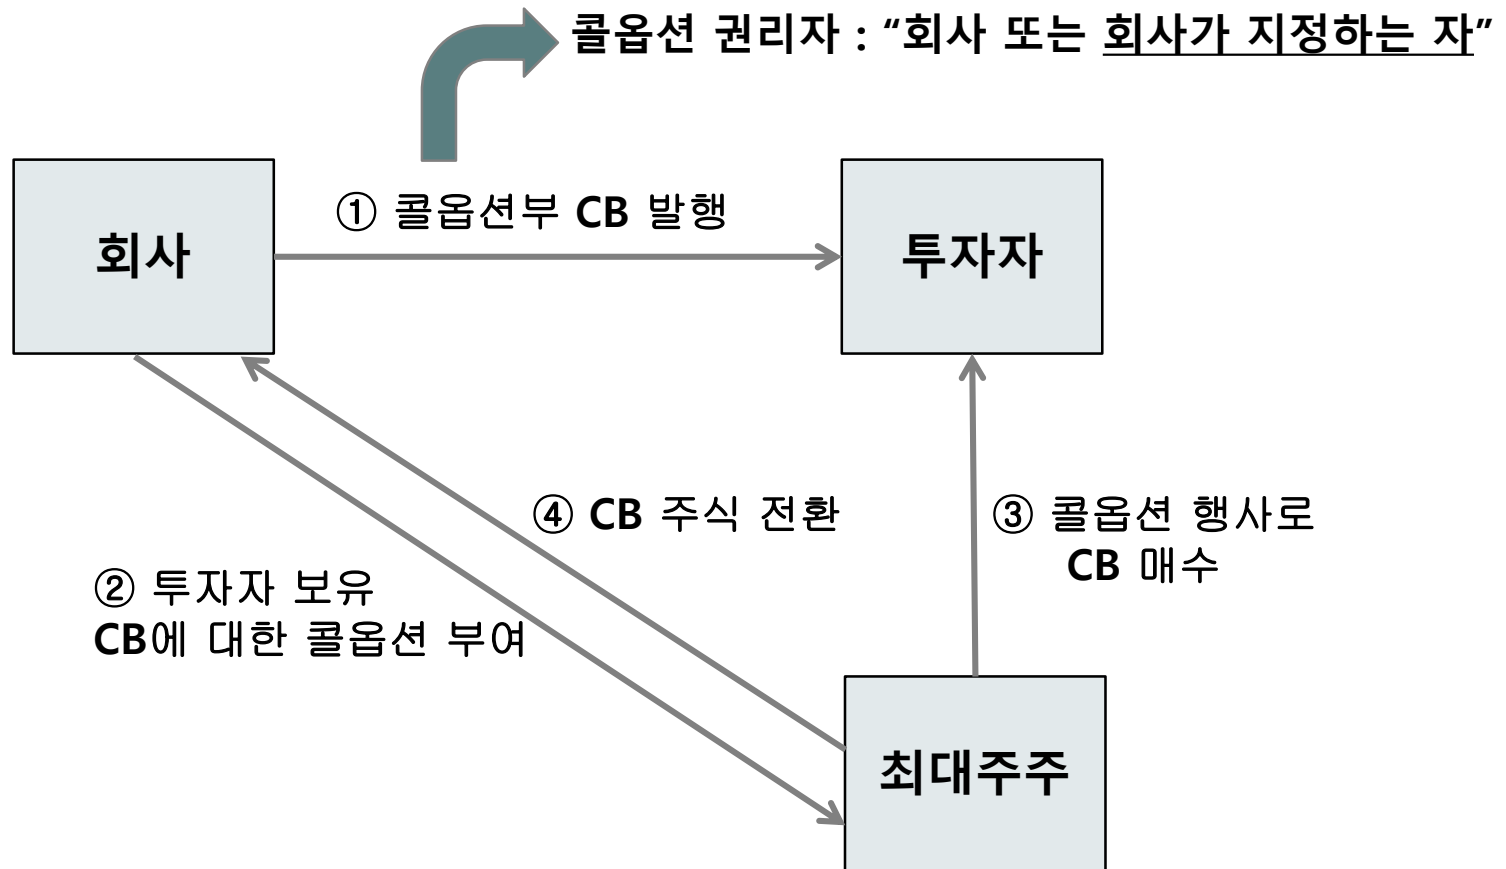 콜옵션 권리자 : “회사 또는 회사가 지정하는 자”
① 콜옵션부 CB 발행
회사
투자자
④ CB 주식 전환
③ 콜옵션 행사로
CB 매수
② 투자자 보유
CB에 대한 콜옵션 부여
최대주주